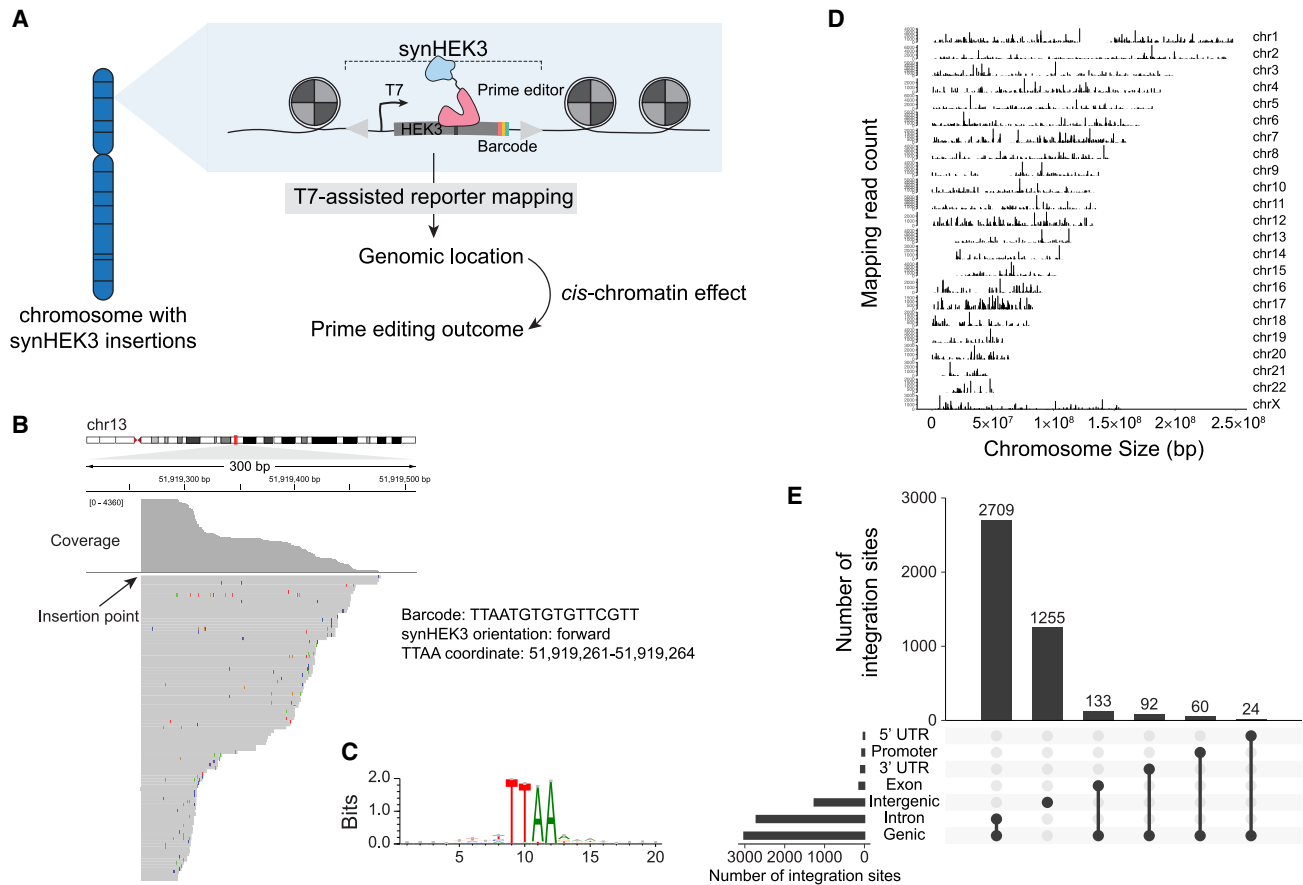 A
synHEK3
T7
Prime editor
HEK3
Barcode
T7-assisted reporter mapping
Genomic location
cis-chromatin effect
Prime editing outcome
chromosome with
synHEK3 insertions
B
chr13
300 bp
51,919,300 bp
51,919,400 bp
51,919,500 bp
[0 - 4360]
Coverage
Insertion point
Barcode: TTAATGTGTGTTCGTT
synHEK3 orientation: forward
TTAA coordinate: 51,919,261-51,919,264
C
Bits
2.0
1.0
0.0
TTAA
5 10 15 20
D
Mapping read count
chr1
chr2
chr3
chr4
chr5
chr6
chr7
chr8
chr9
chr10
chr11
chr12
chr13
chr14
chr15
chr16
chr17
chr18
chr19
chr20
chr21
chr22
chrX
0 5×10⁷ 1×10⁸ 1.5×10⁸ 2×10⁸ 2.5×10⁸
Chromosome Size (bp)
E
Number of
integration sites
3000
2000
1000
0
2709
1255
133
92
60
24
5' UTR
Promoter
3' UTR
Exon
Intergenic
Intron
Genic
3000 2000 1000 0
Number of integration sites